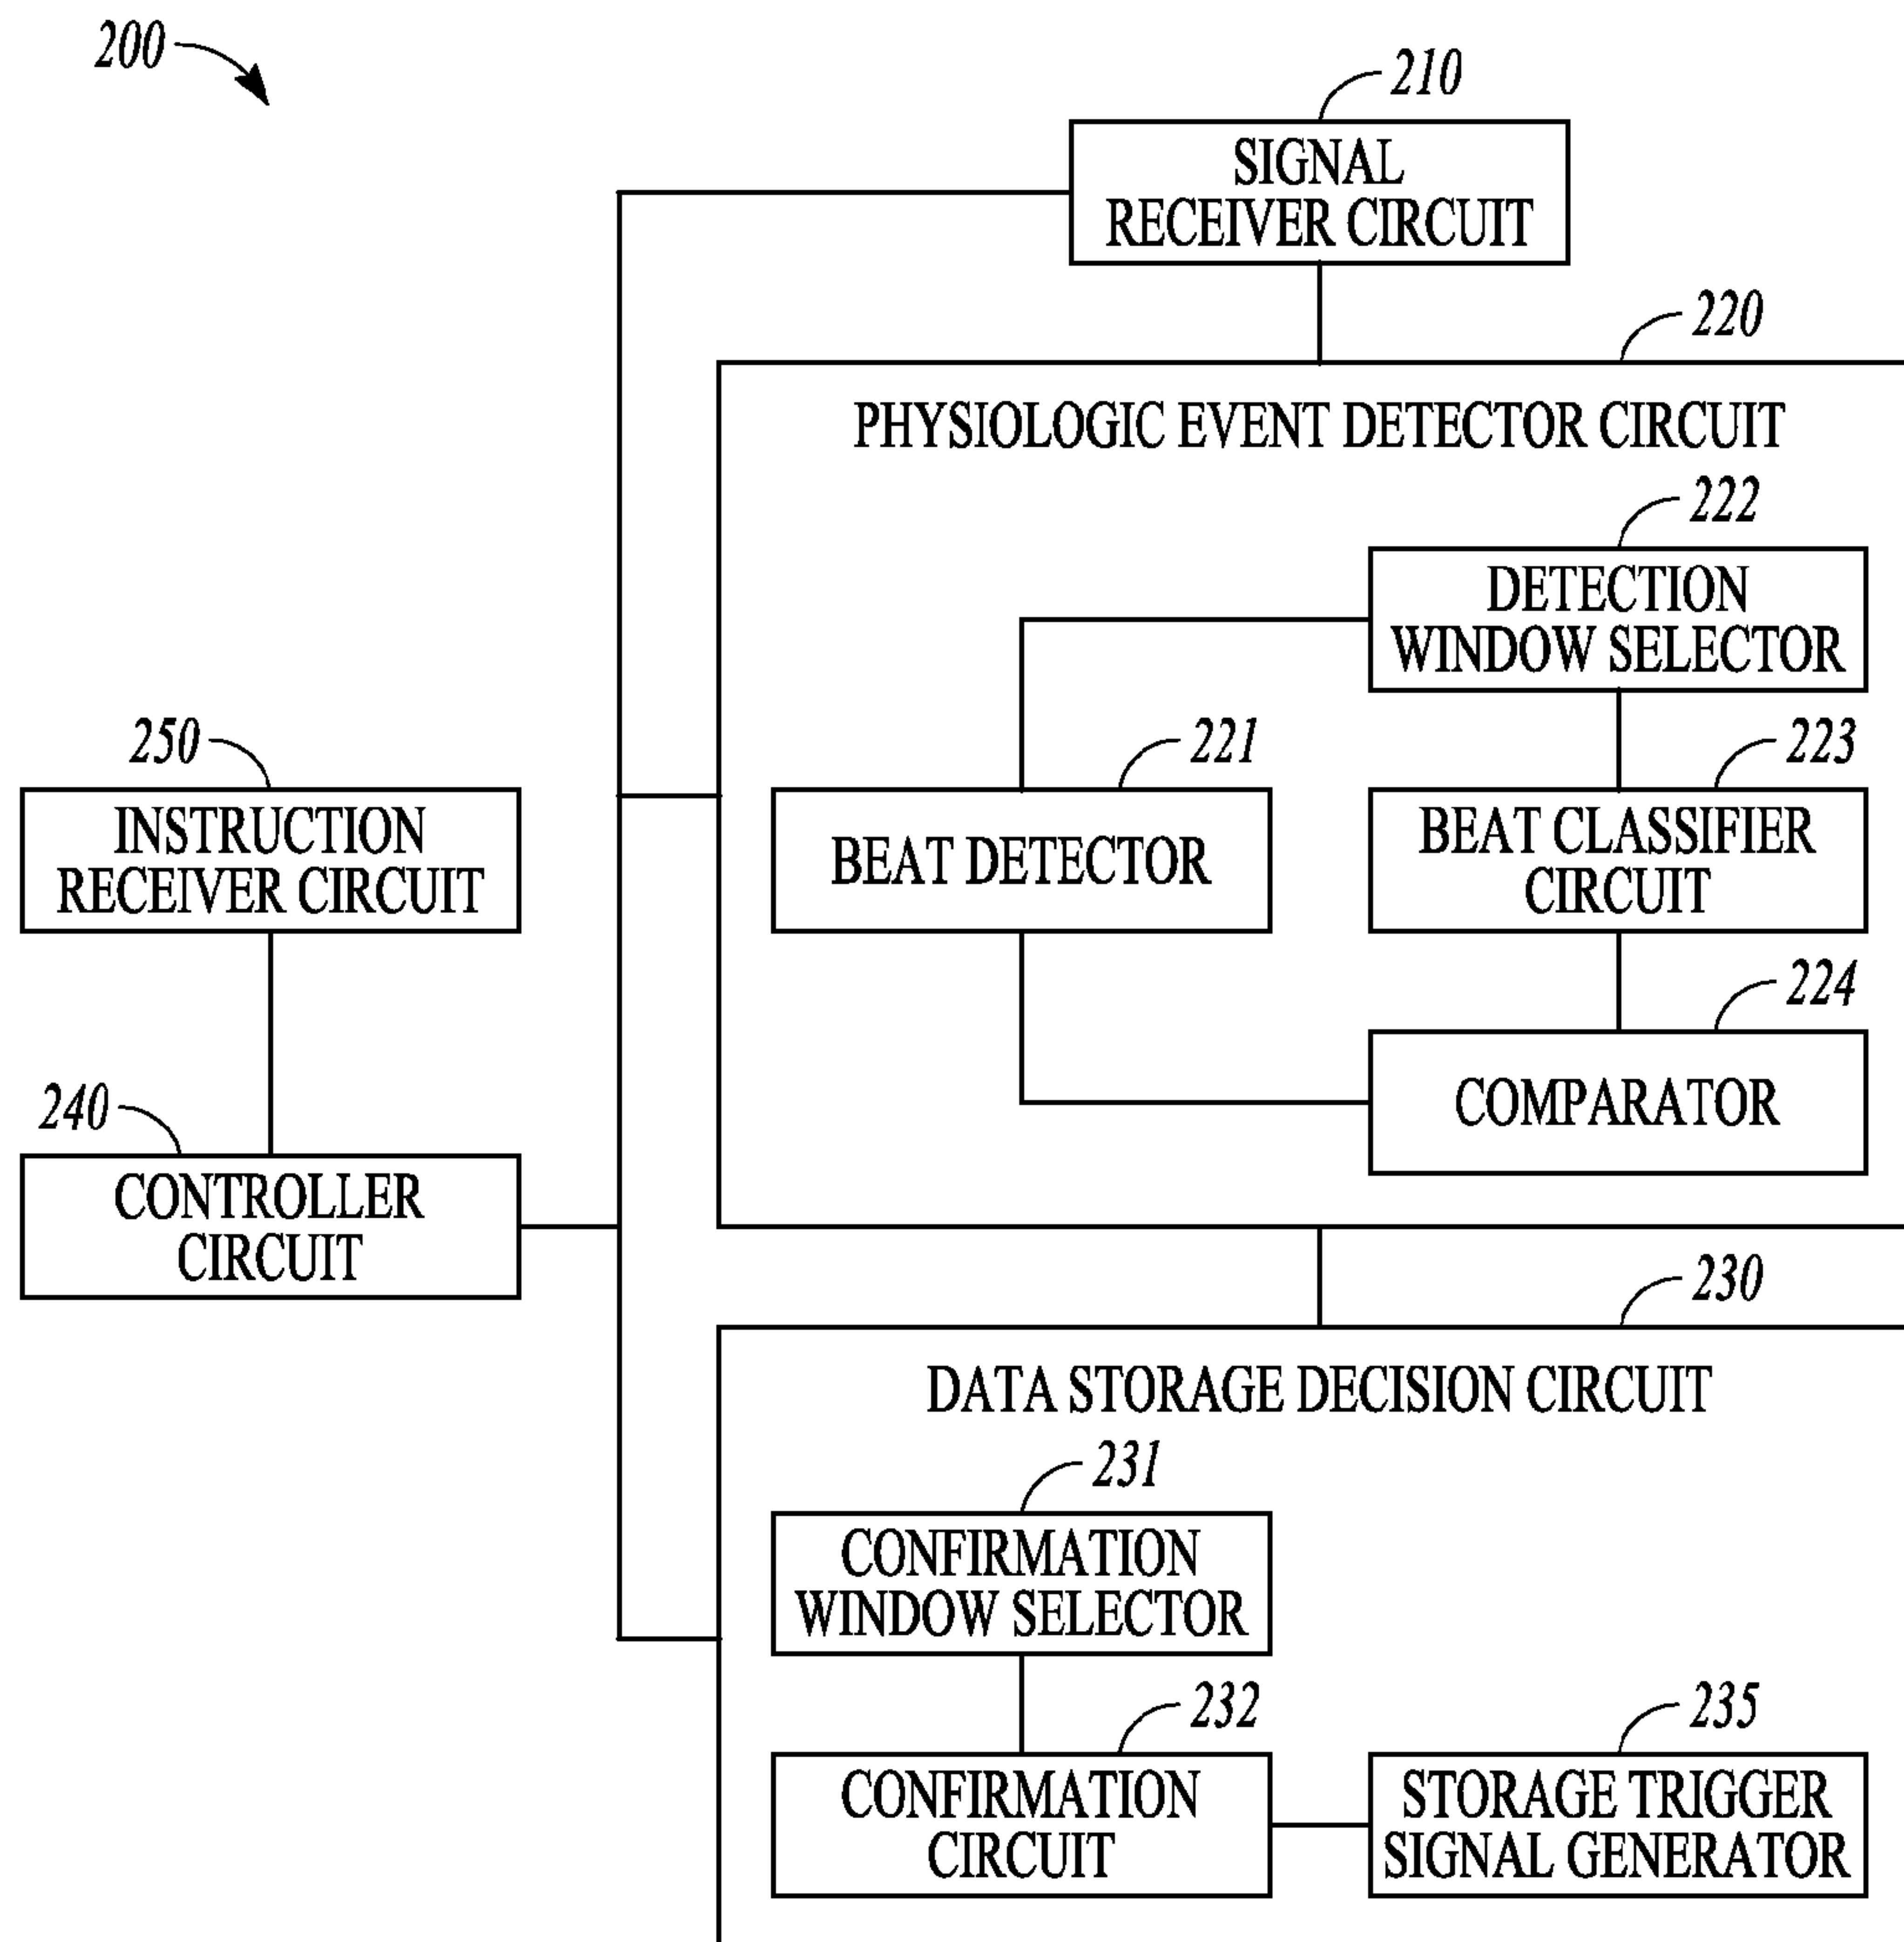 200
210
SIGNAL
RECEIVER CIRCUIT
220
PHYSIOLOGIC EVENT DETECTOR CIRCUIT
222
DETECTION
WINDOW SELECTOR
250
INSTRUCTION
RECEIVER CIRCUIT
221
BEAT DETECTOR
223
BEAT CLASSIFIER
CIRCUIT
224
COMPARATOR
240
CONTROLLER
CIRCUIT
230
DATA STORAGE DECISION CIRCUIT
231
CONFIRMATION
WINDOW SELECTOR
232
CONFIRMATION
CIRCUIT
235
STORAGE TRIGGER
SIGNAL GENERATOR